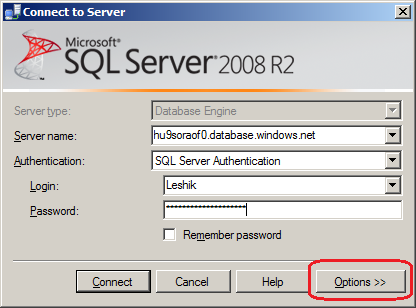 Connect to Server
Microsoft®
SQL Server® 2008 R2
Server type: Database Engine
Server name: hu9soraof0.database.windows.net
Authentication: SQL Server Authentication
Login: Leshik
Password: *********************
Remember password
Connect Cancel Help Options >>